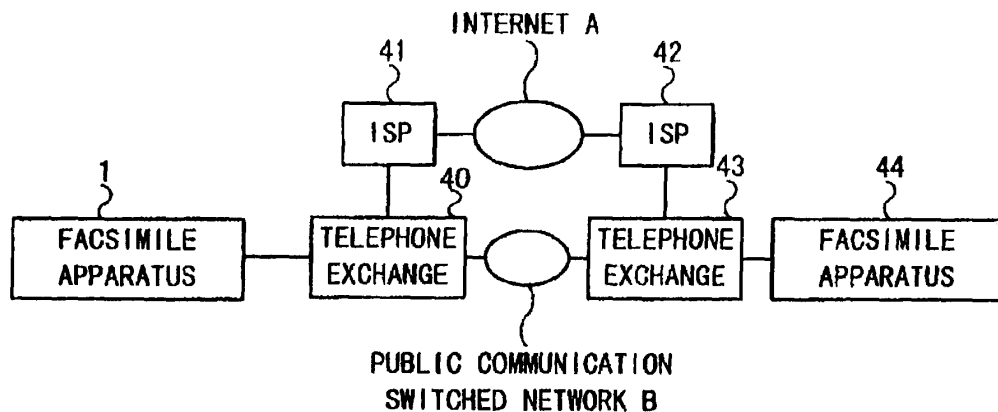 INTERNET A
41
42
ISP
ISP
1
40
43
44
FACSIMILE
APPARATUS
TELEPHONE
EXCHANGE
TELEPHONE
EXCHANGE
FACSIMILE
APPARATUS
PUBLIC COMMUNICATION
SWITCHED NETWORK B